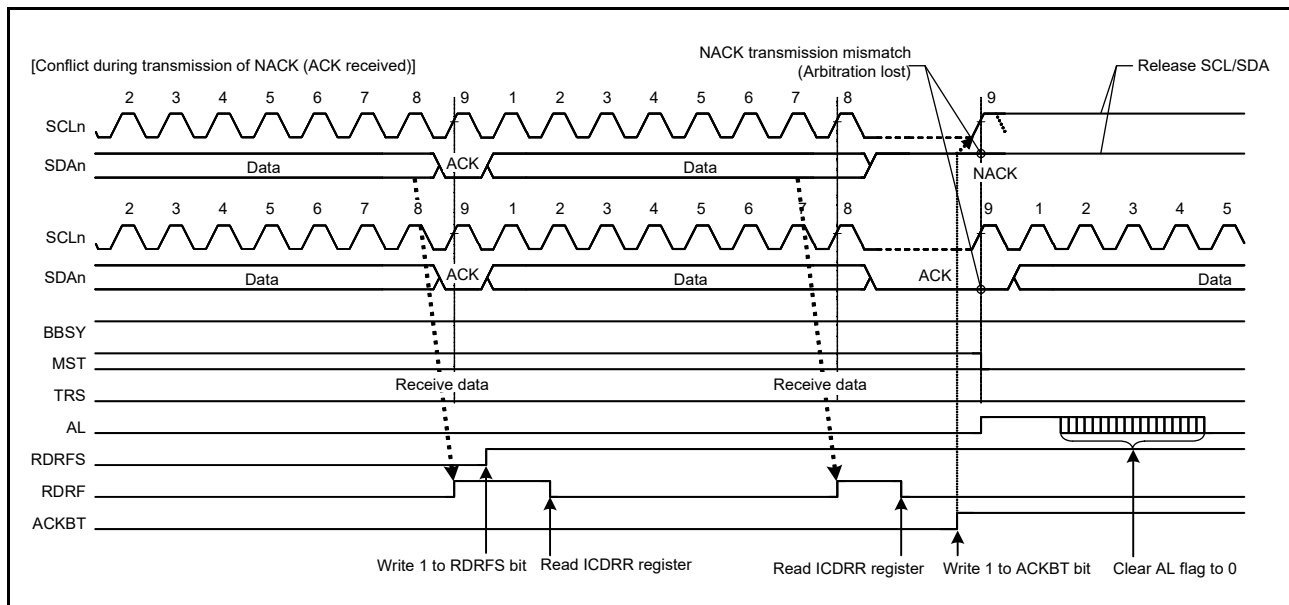 [Conflict during transmission of NACK (ACK received)]
NACK transmission mismatch
(Arbitration lost)
Release SCL/SDA
2 3 4 5 6 7 8 9 1 2 3 4 5 6 7 8 9
SCLn
SDAn Data ACK Data NACK
2 3 4 5 6 7 8 9 1 2 3 4 5 6 7 8 9 1 2 3 4 5
SCLn
SDAn Data ACK Data ACK Data
BBSY
MST
Receive data Receive data
TRS
AL
RDRFS
RDRF
ACKBT
Write 1 to RDRFS bit Read ICDRR register Read ICDRR register Write 1 to ACKBT bit Clear AL flag to 0